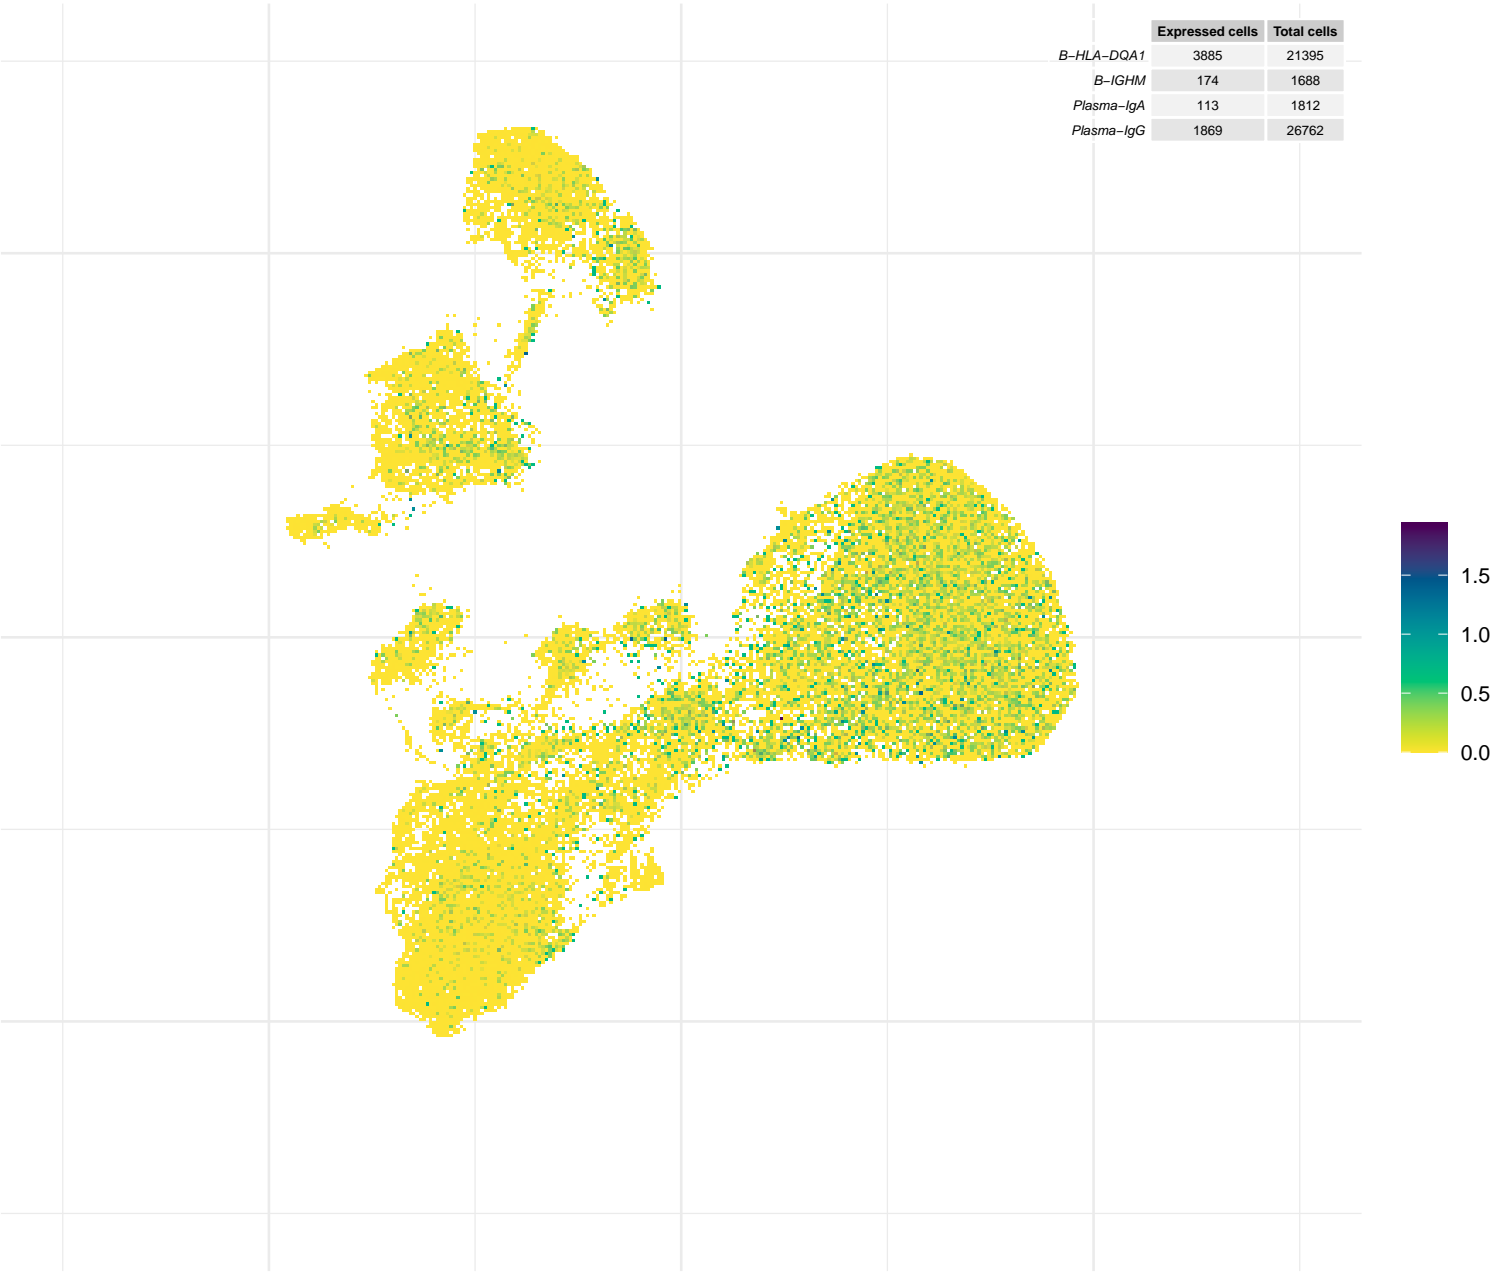 Expressed cells Total cells
B−HLA−DQA1 3885 21395
B−IGHM 174 1688
Plasma−IgA 113 1812
Plasma−IgG 1869 26762
1.5
1.0
0.5
0.0